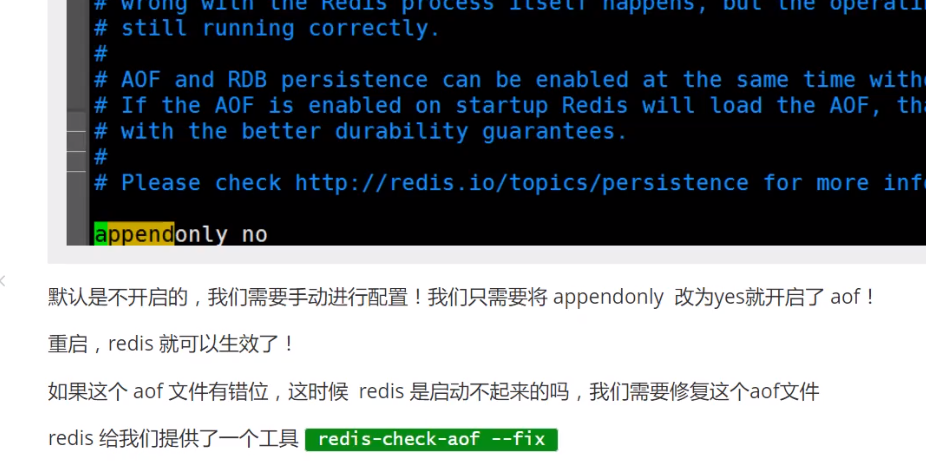 # wrong with the Redis process itself happens, but the
# still running correctly.
#
# AOF and RDB persistence can be enabled at the same time
# If the AOF is enabled on startup Redis will load the AOF,
# with the better durability guarantees.
#
# Please check http://redis.io/topics/persistence for more
appendonly no
默认是不开启的，我们需要手动进行配置！我们只需要将 appendonly 改为yes就开启了 aof！
重启，redis 就可以生效了！
如果这个 aof 文件有错位，这时候 redis 是启动不起来的吗，我们需要修复这个aof文件
redis 给我们提供了一个工具 redis-check-aof --fix